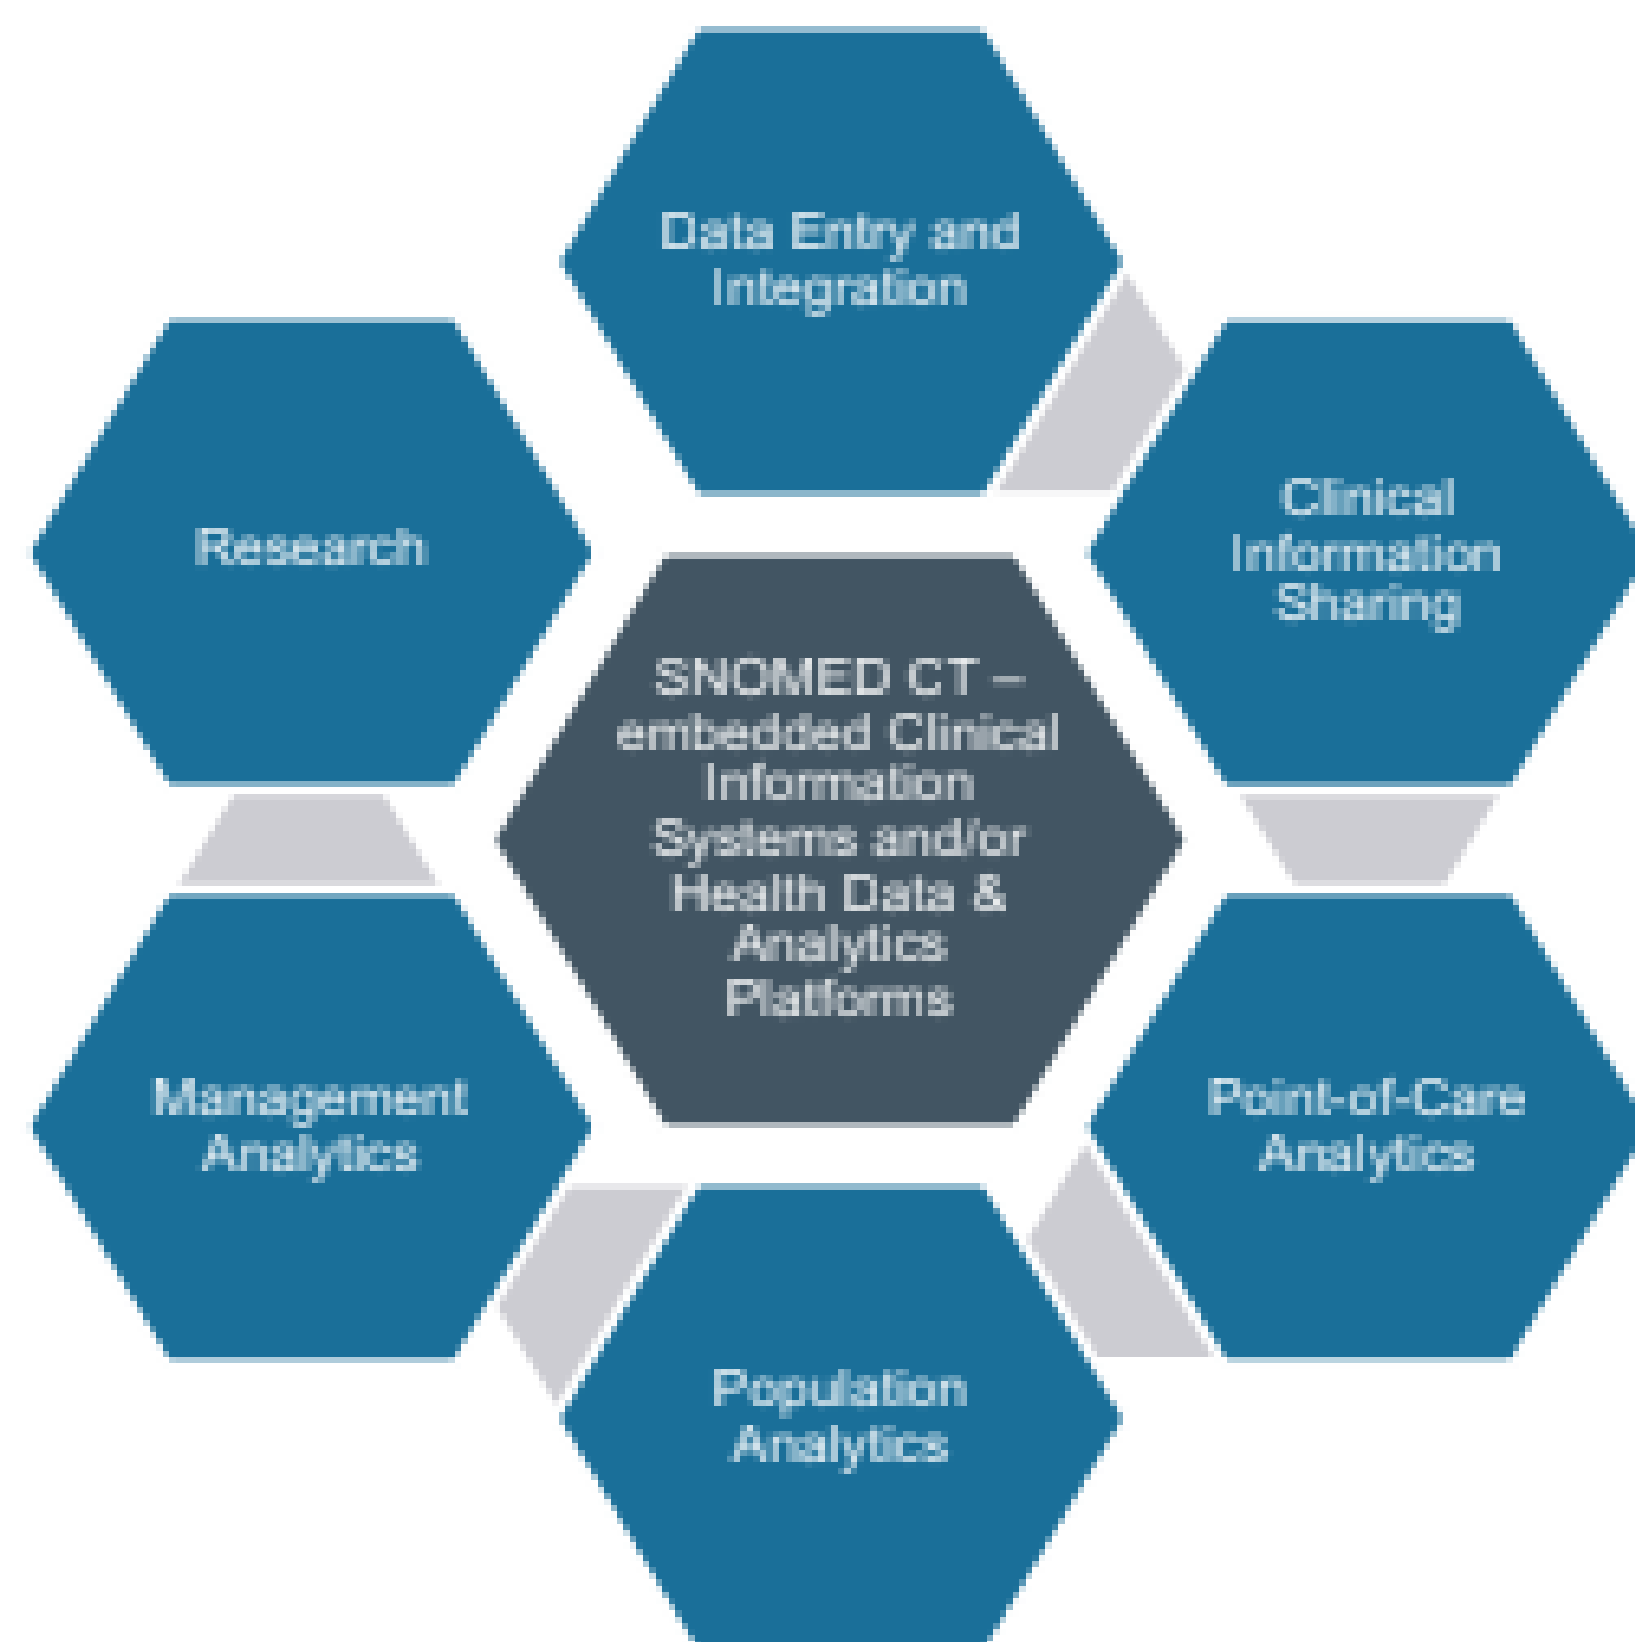 Data Entry and
Integration
Clinical
Information
Sharing
Research
SNOMED CT –
embedded Clinical
Information
Systems and/or
Health Data &
Analytics
Platforms
Management
Analytics
Point-of-Care
Analytics
Population
Analytics